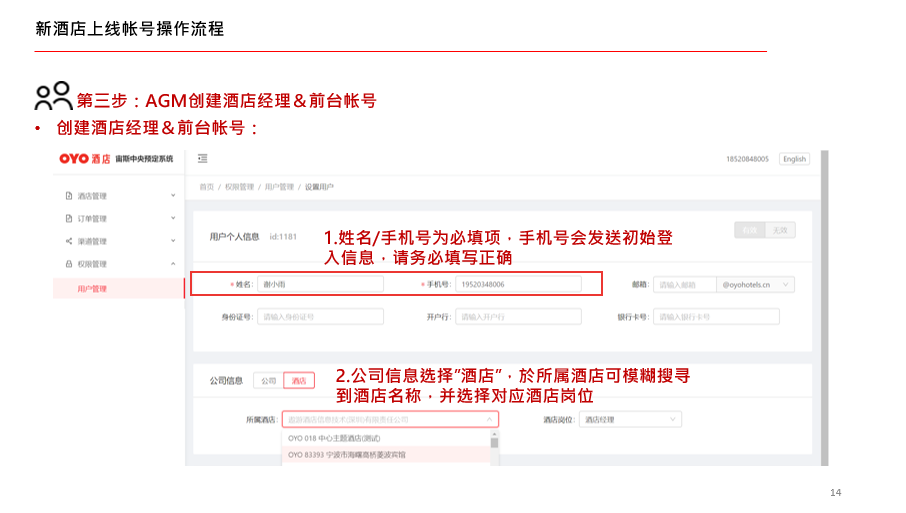 新酒店上线帐号操作流程
第三步：AGM创建酒店经理＆前台帐号
• 创建酒店经理＆前台帐号：
OYO 酒店 宙斯中央预定系统
18520848005 English
首页 / 权限管理 / 用户管理 / 设置用户
酒店管理
订单管理
渠道管理
权限管理
用户管理
用户个人信息 id:1181
有效 无效
1.姓名/手机号为必填项，手机号会发送初始登
入信息，请务必填写正确
* 姓名: 谢小雨 * 手机号: 19520348006 邮箱: 请输入邮箱 @oyohotels.cn
身份证号: 请输入身份证号 开户行: 请输入开户行 银行卡号: 请输入银行卡号
公司信息 公司 酒店
2.公司信息选择”酒店”，於所属酒店可模糊搜寻
到酒店名称，并选择对应酒店岗位
所属酒店: 遨游酒店信息技术(深圳)有限责任公司 酒店岗位: 酒店经理
OYO 018 中心主题酒店(测试)
OYO 83393 宁波市海曙高桥菱波宾馆
14